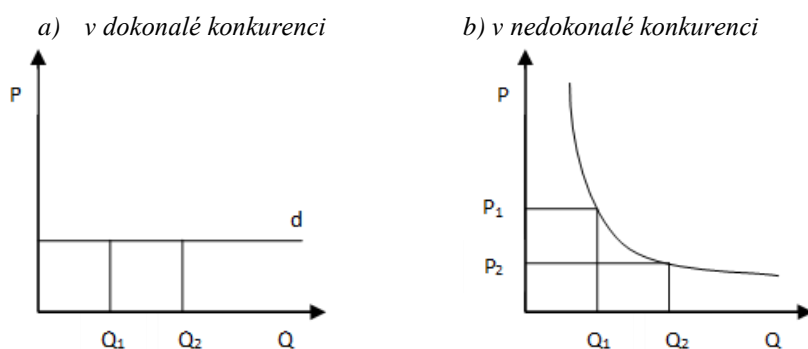 a) v dokonalé konkurenci
b) v nedokonalé konkurenci
P
d
Q₁ Q₂ Q
P
P₁
P₂
Q₁ Q₂ Q